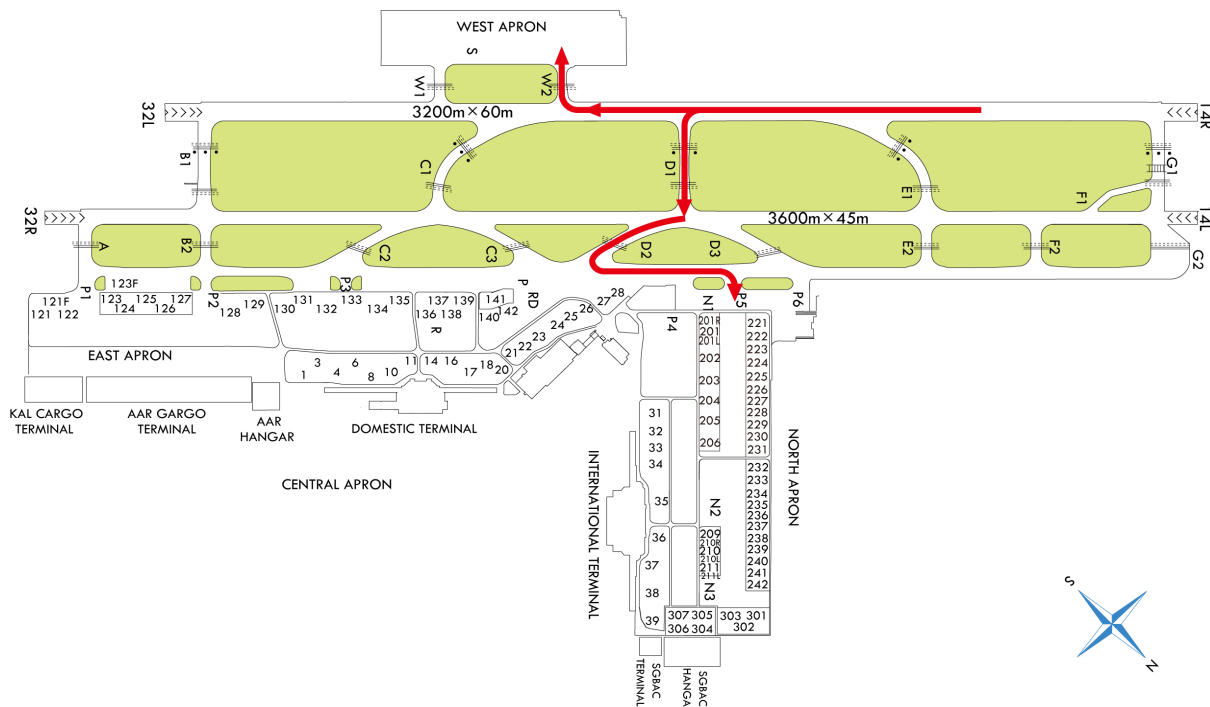 WEST APRON
S
W1
W2
32L
3200m×60m
14R
B1
C1
D1
E1
F1
G1
32R
3600m×45m
14L
A
B2
C2
C3
D2
D3
E2
F2
G2
P1
123F
P2
P3
P
RD
N1
P5
P6
121F
121 122
123 125 127
124 126
128 129
130 131 132 133 134 135
136 137 138 139
R
140 141 142
21 22 23 24 25 26 27 28
P4
EAST APRON
1 3 4 6 8 10 11
14 16 17 18 20
KAL CARGO
TERMINAL
AAR GARGO
TERMINAL
AAR
HANGAR
DOMESTIC TERMINAL
CENTRAL APRON
INTERNATIONAL TERMINAL
31
32
33
34
35
36
37
38
39
201R
201
201L
202
203
204
205
206
N2
209
210R
210
210L
211
211L
N3
221
222
223
224
225
226
227
228
229
230
231
232
233
234
235
236
237
238
239
240
241
242
NORTH APRON
307 305
306 304
303 301
302
SGBAC
TERMINAL
SGBAC
HANGA
S
N